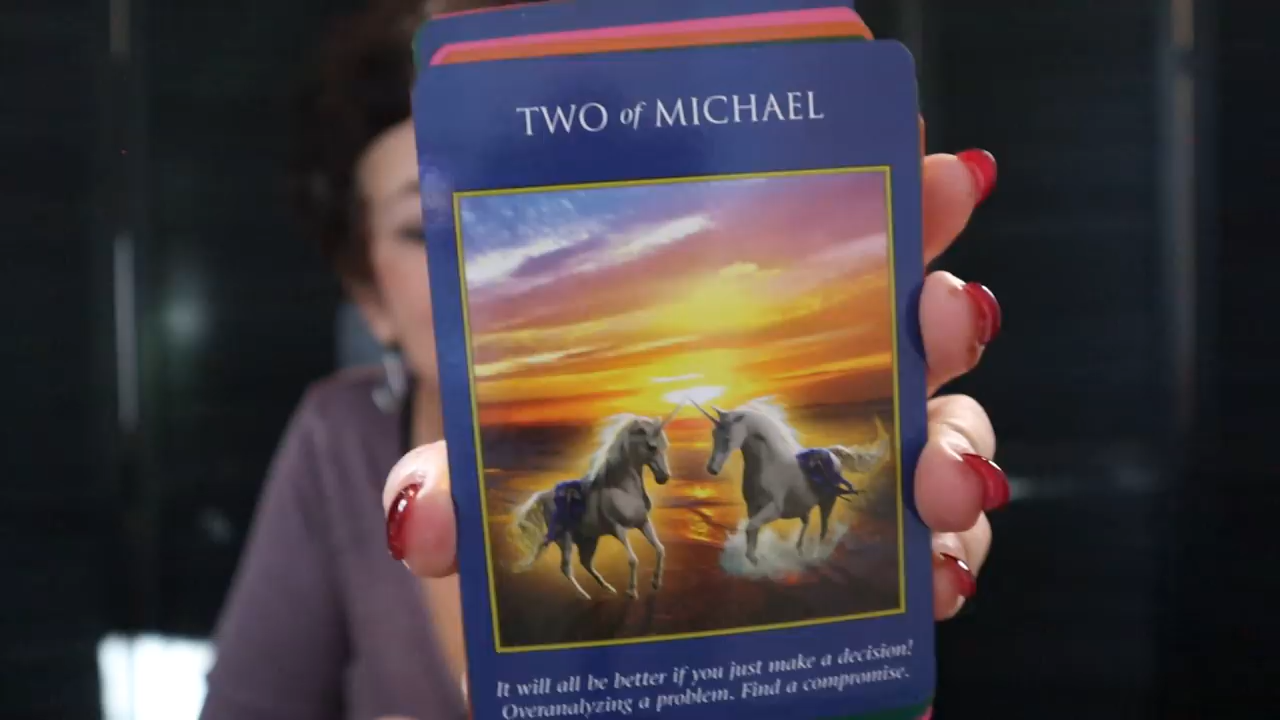 TWO of MICHAEL
It will all be better if you just make a decision!
Overanalyzing a problem. Find a compromise.